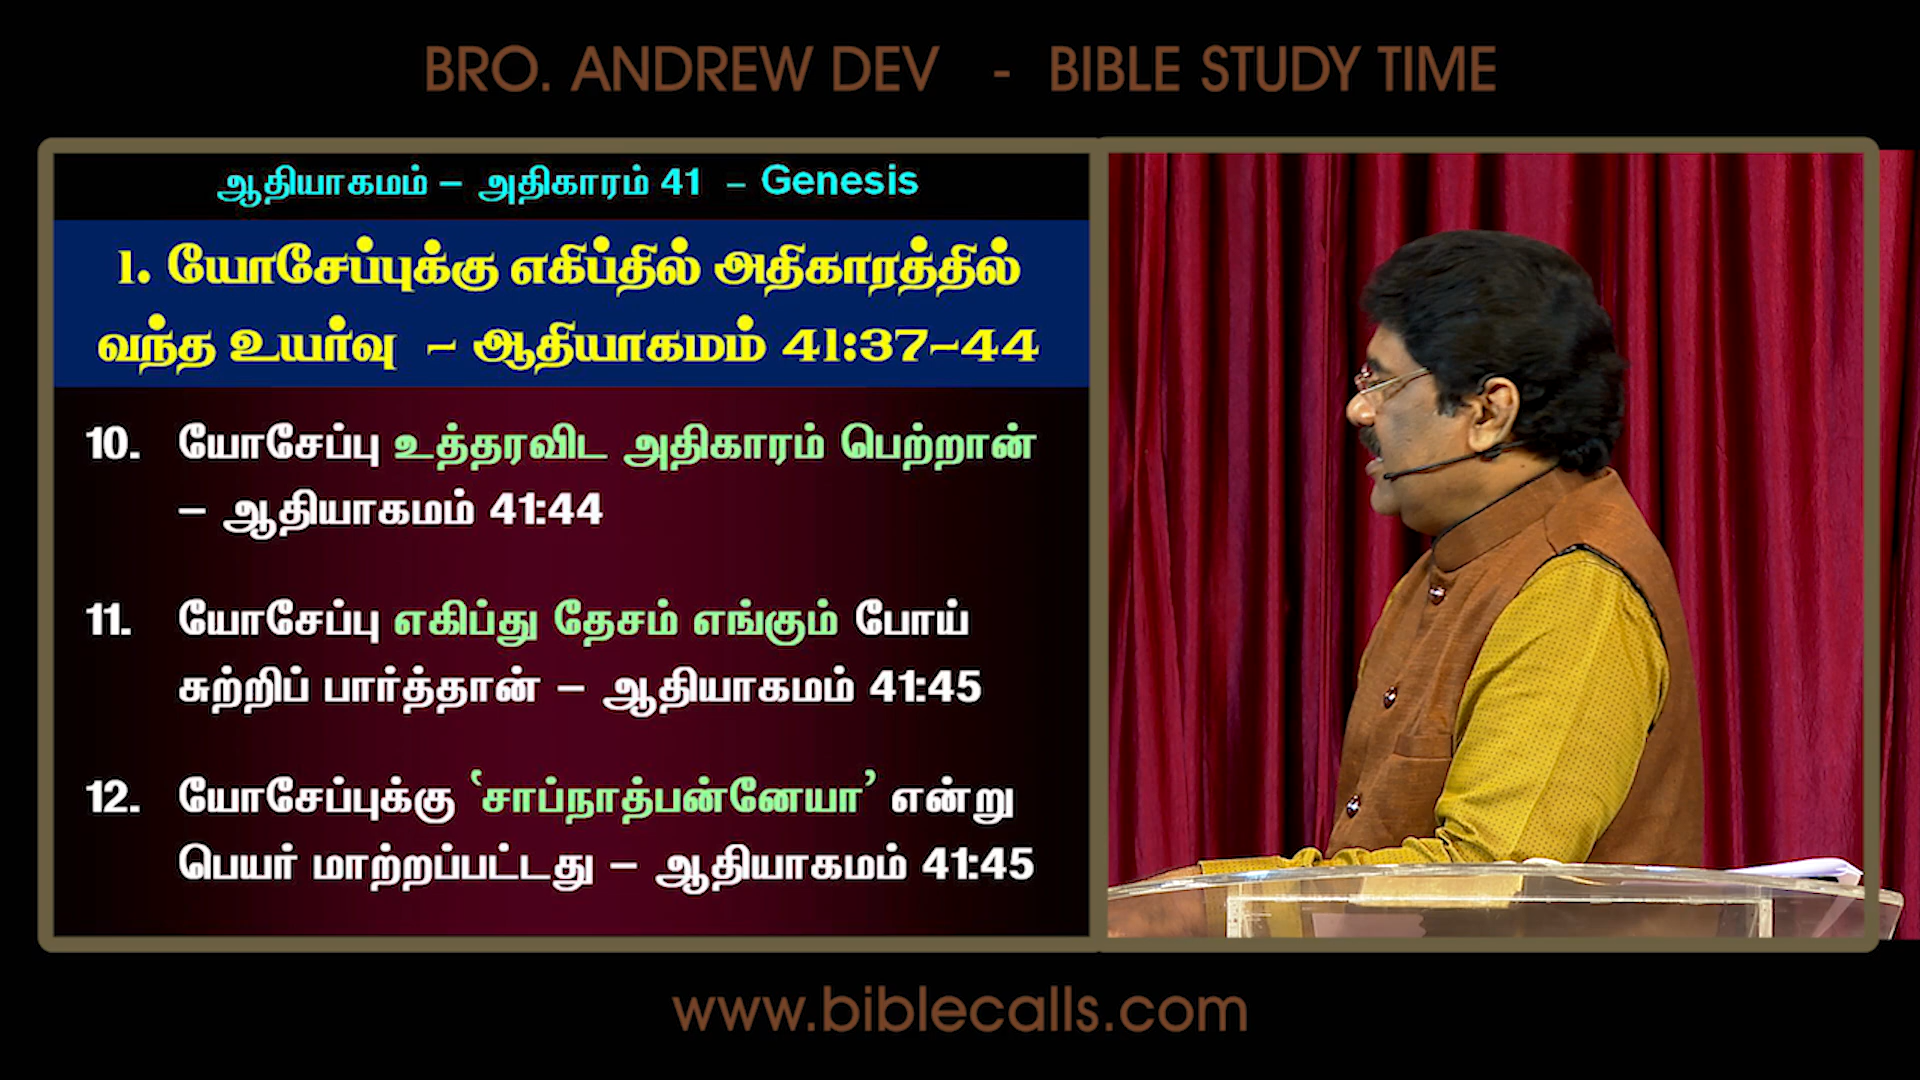 BRO. ANDREW DEV - BIBLE STUDY TIME
ஆதியாகமம் – அதிகாரம் 41 – Genesis
1. யோசேப்புக்கு எகிப்தில் அதிகாரத்தில்
வந்த உயர்வு - ஆதியாகமம் 41:37-44
10. யோசேப்பு உத்தரவிட அதிகாரம் பெற்றான்
– ஆதியாகமம் 41:44
11. யோசேப்பு எகிப்து தேசம் எங்கும் போய்
சுற்றிப் பார்த்தான் – ஆதியாகமம் 41:45
12. யோசேப்புக்கு ‘சாப்நாத்பன்னேயா’ என்று
பெயர் மாற்றப்பட்டது – ஆதியாகமம் 41:45
www.biblecalls.com